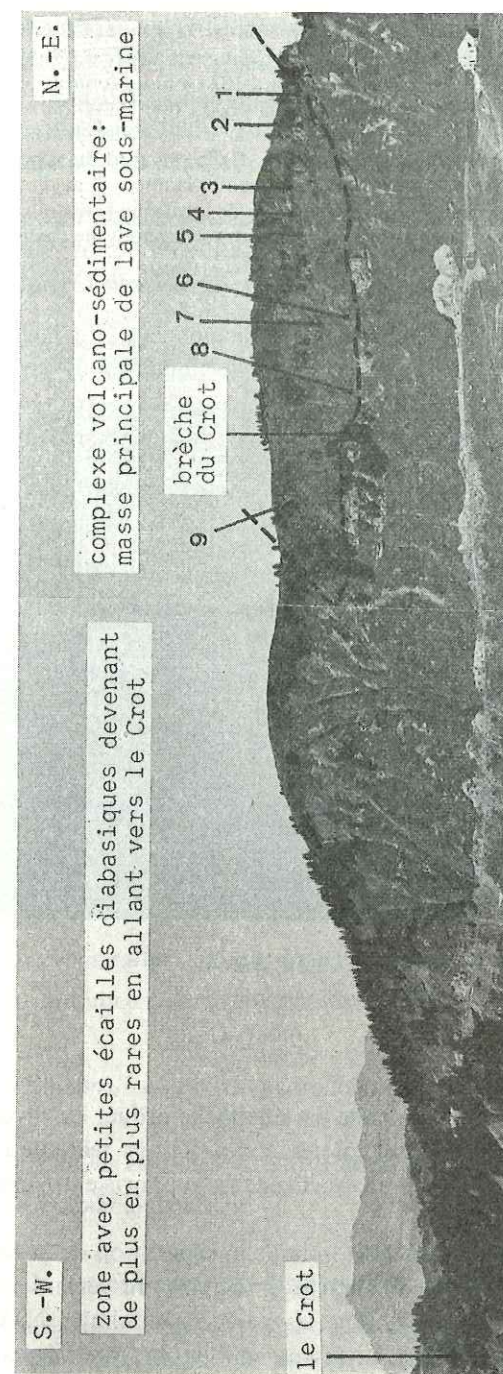 S.-W.
N.-E.
zone avec petites écailles diabasiques devenant
de plus en plus rares en allant vers le Crot
complexe volcano-sédimentaire:
masse principale de lave sous-marine
le Crot
brèche
du Crot
9
8
7
6
5
4
3
2
1